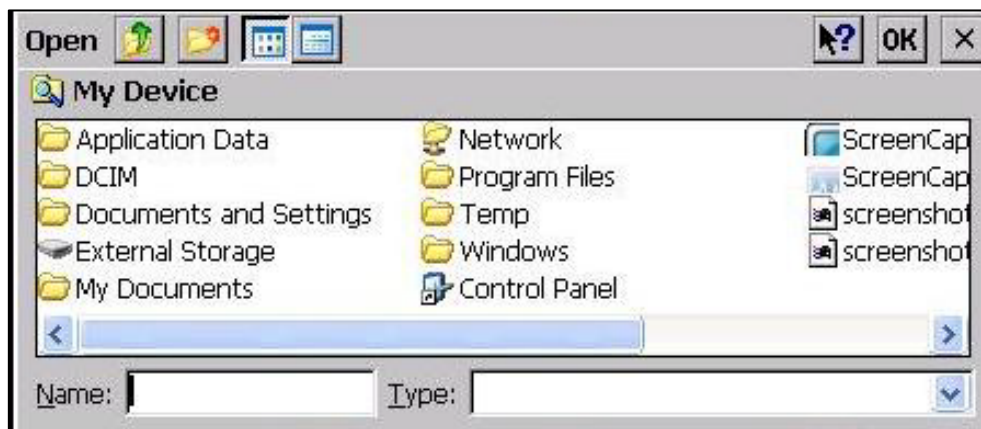 Open ? OK ×
My Device
Application Data
DCIM
Documents and Settings
External Storage
My Documents
Network
Program Files
Temp
Windows
Control Panel
ScreenCap
ScreenCap
screenshot
screenshot
Name: Type: